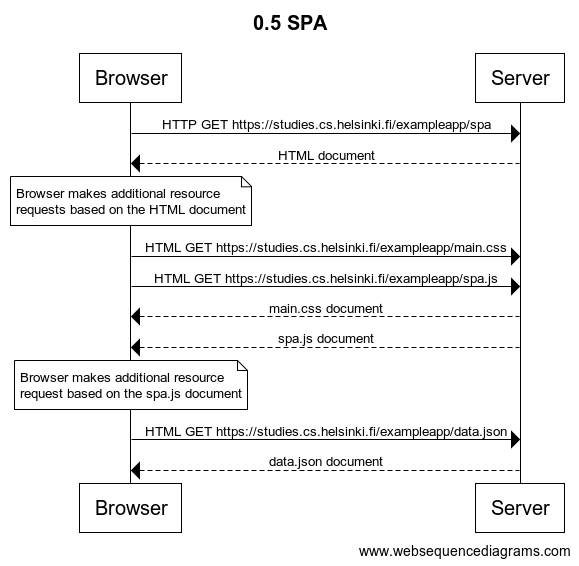 0.5 SPA
Browser
Server
HTTP GET https://studies.cs.helsinki.fi/exampleapp/spa
HTML document
Browser makes additional resource
requests based on the HTML document
HTML GET https://studies.cs.helsinki.fi/exampleapp/main.css
HTML GET https://studies.cs.helsinki.fi/exampleapp/spa.js
main.css document
spa.js document
Browser makes additional resource
request based on the spa.js document
HTML GET https://studies.cs.helsinki.fi/exampleapp/data.json
data.json document
Browser
Server
www.websequencediagrams.com